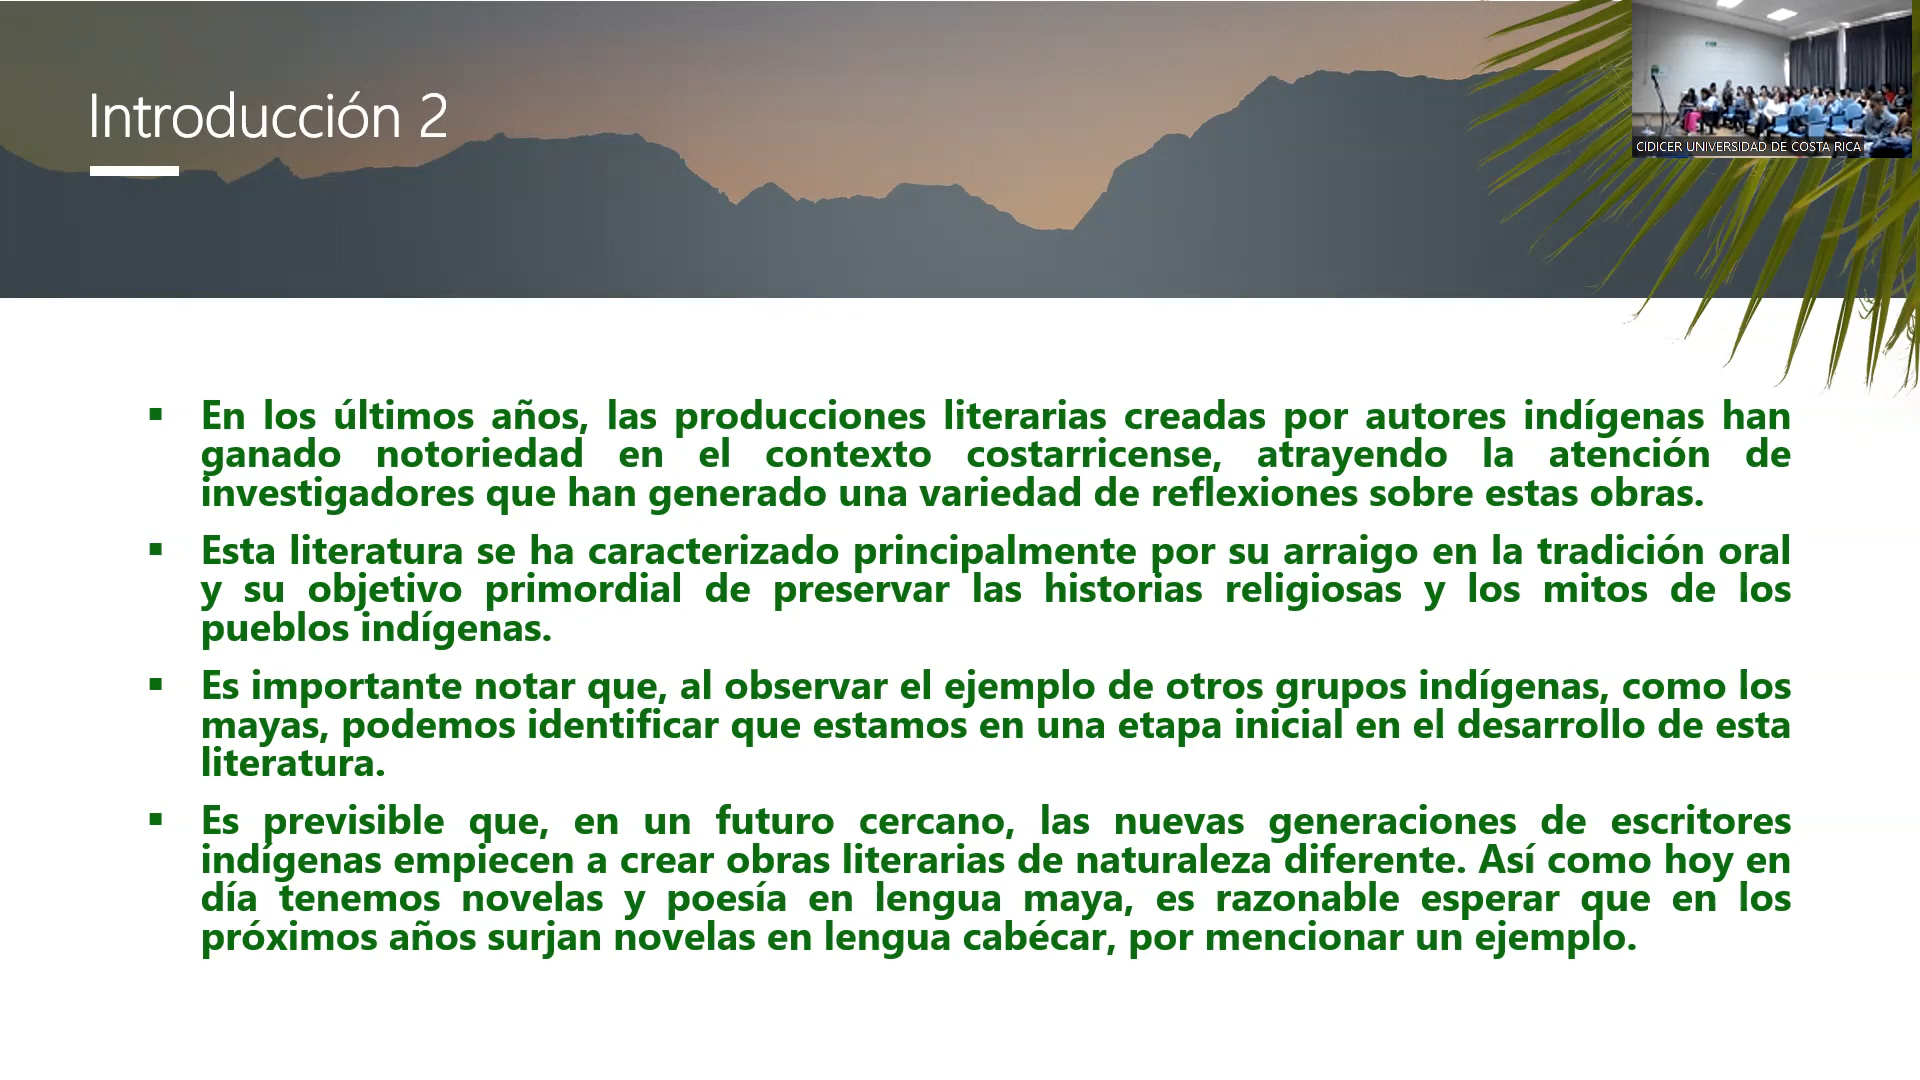 Introducción 2
CIDICER UNIVERSIDAD DE COSTA RICA
▪ En los últimos años, las producciones literarias creadas por autores indígenas han
ganado notoriedad en el contexto costarricense, atrayendo la atención de
investigadores que han generado una variedad de reflexiones sobre estas obras.
▪ Esta literatura se ha caracterizado principalmente por su arraigo en la tradición oral
y su objetivo primordial de preservar las historias religiosas y los mitos de los
pueblos indígenas.
▪ Es importante notar que, al observar el ejemplo de otros grupos indígenas, como los
mayas, podemos identificar que estamos en una etapa inicial en el desarrollo de esta
literatura.
▪ Es previsible que, en un futuro cercano, las nuevas generaciones de escritores
indígenas empiecen a crear obras literarias de naturaleza diferente. Así como hoy en
día tenemos novelas y poesía en lengua maya, es razonable esperar que en los
próximos años surjan novelas en lengua cabécar, por mencionar un ejemplo.